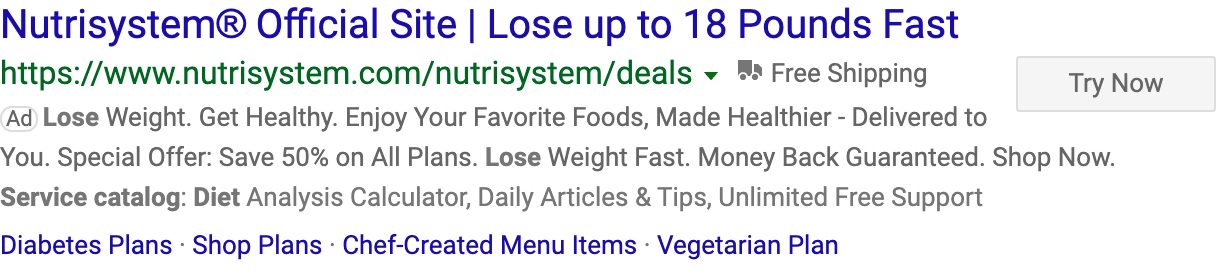 Nutrisystem® Official Site | Lose up to 18 Pounds Fast
https://www.nutrisystem.com/nutrisystem/deals Free Shipping
Try Now
Ad Lose Weight. Get Healthy. Enjoy Your Favorite Foods, Made Healthier - Delivered to
You. Special Offer: Save 50% on All Plans. Lose Weight Fast. Money Back Guaranteed. Shop Now.
Service catalog: Diet Analysis Calculator, Daily Articles & Tips, Unlimited Free Support
Diabetes Plans · Shop Plans · Chef-Created Menu Items · Vegetarian Plan